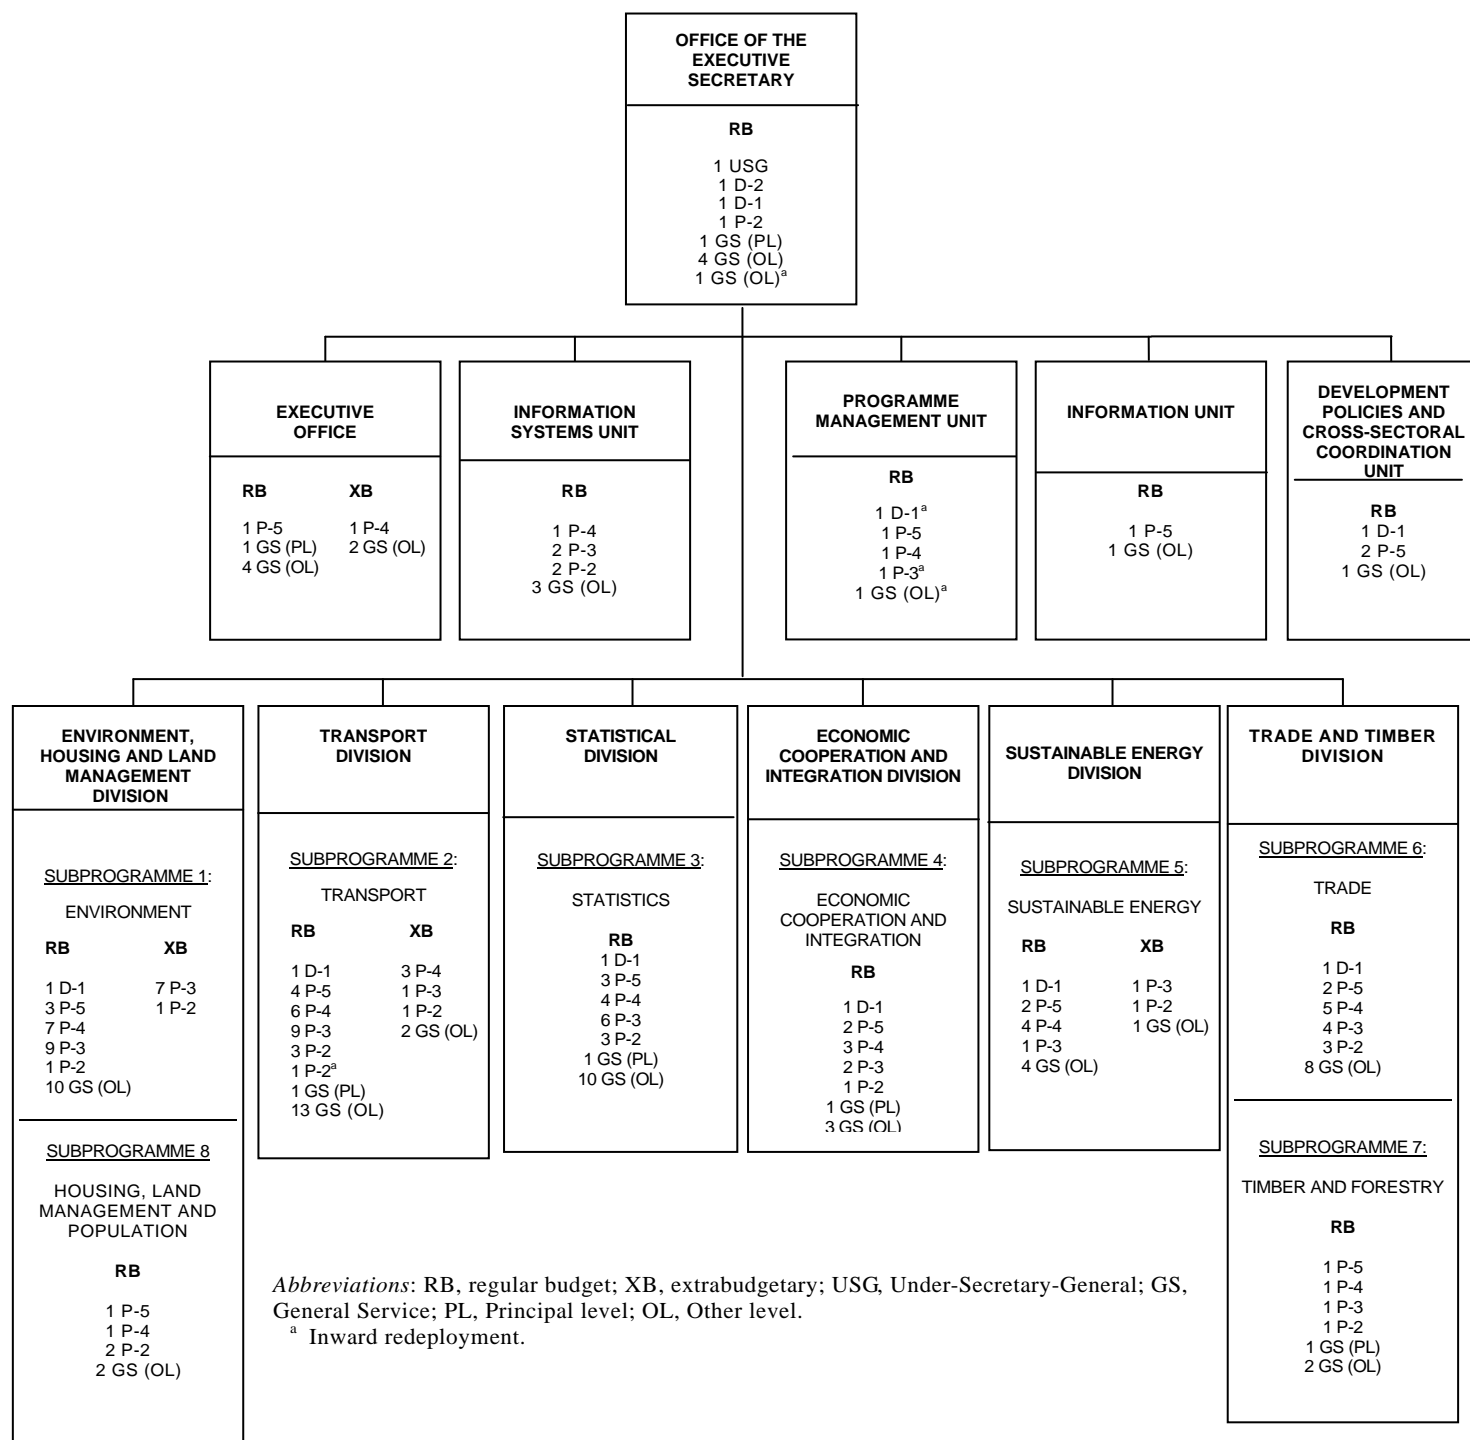 OFFICE OF THE
EXECUTIVE
SECRETARY
RB
1 USG
1 D-2
1 D-1
1 P-2
1 GS (PL)
4 GS (OL)
1 GS (OL)a
EXECUTIVE
OFFICE
RB XB
1 P-5 1 P-4
1 GS (PL) 2 GS (OL)
4 GS (OL)
INFORMATION
SYSTEMS UNIT
RB
1 P-4
2 P-3
2 P-2
3 GS (OL)
PROGRAMME
MANAGEMENT UNIT
RB
1 D-1a
1 P-5
1 P-4
1 P-3a
1 GS (OL)a
INFORMATION UNIT
RB
1 P-5
1 GS (OL)
DEVELOPMENT
POLICIES AND
CROSS-SECTORAL
COORDINATION
UNIT
RB
1 D-1
2 P-5
1 GS (OL)
ENVIRONMENT,
HOUSING AND LAND
MANAGEMENT
DIVISION
SUBPROGRAMME 1:
ENVIRONMENT
RB XB
1 D-1 7 P-3
3 P-5 1 P-2
7 P-4
9 P-3
1 P-2
10 GS (OL)
SUBPROGRAMME 8
HOUSING, LAND
MANAGEMENT AND
POPULATION
RB
1 P-5
1 P-4
2 P-2
2 GS (OL)
TRANSPORT
DIVISION
SUBPROGRAMME 2:
TRANSPORT
RB XB
1 D-1 3 P-4
4 P-5 1 P-3
6 P-4 1 P-2
9 P-3 2 GS (OL)
3 P-2
1 P-2a
1 GS (PL)
13 GS (OL)
STATISTICAL
DIVISION
SUBPROGRAMME 3:
STATISTICS
RB
1 D-1
3 P-5
4 P-4
6 P-3
3 P-2
1 GS (PL)
10 GS (OL)
ECONOMIC
COOPERATION AND
INTEGRATION DIVISION
SUBPROGRAMME 4:
ECONOMIC
COOPERATION AND
INTEGRATION
RB
1 D-1
2 P-5
3 P-4
2 P-3
1 P-2
1 GS (PL)
3 GS (OL)
SUSTAINABLE ENERGY
DIVISION
SUBPROGRAMME 5:
SUSTAINABLE ENERGY
RB XB
1 D-1 1 P-3
2 P-5 1 P-2
4 P-4 1 GS (OL)
1 P-3
4 GS (OL)
TRADE AND TIMBER
DIVISION
SUBPROGRAMME 6:
TRADE
RB
1 D-1
2 P-5
5 P-4
4 P-3
3 P-2
8 GS (OL)
SUBPROGRAMME 7:
TIMBER AND FORESTRY
RB
1 P-5
1 P-4
1 P-3
1 P-2
1 GS (PL)
2 GS (OL)
Abbreviations: RB, regular budget; XB, extrabudgetary; USG, Under-Secretary-General; GS,
General Service; PL, Principal level; OL, Other level.
a Inward redeployment.